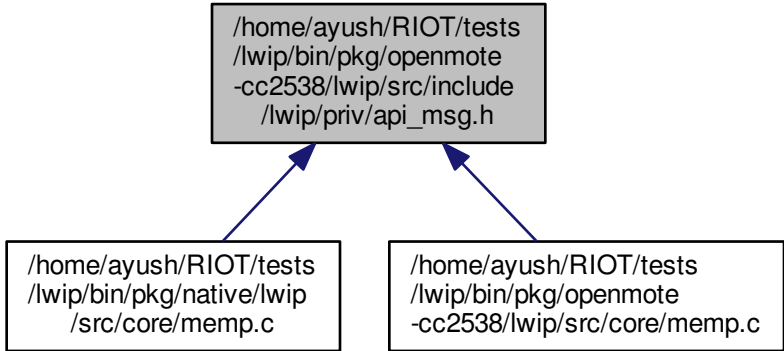 /home/ayush/RIOT/tests
/lwip/bin/pkg/openmote
-cc2538/lwip/src/include
/lwip/priv/api_msg.h
/home/ayush/RIOT/tests
/lwip/bin/pkg/native/lwip
/src/core/memp.c
/home/ayush/RIOT/tests
/lwip/bin/pkg/openmote
-cc2538/lwip/src/core/memp.c